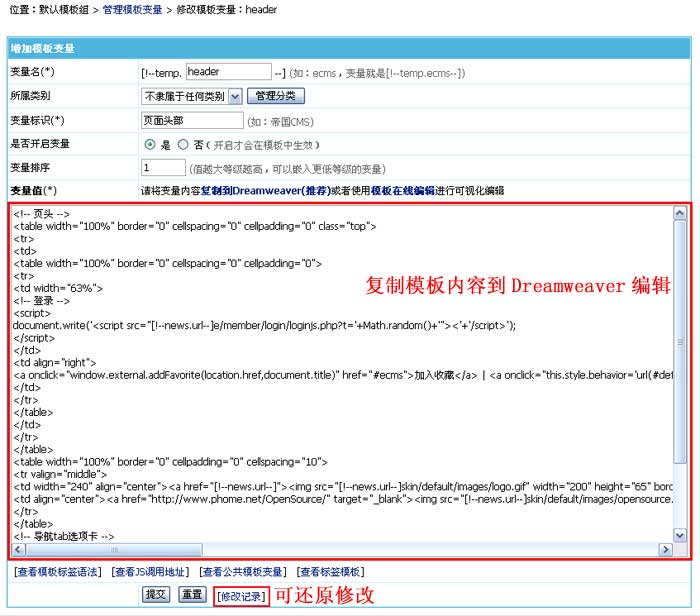 位置：默认模板组 > 管理模板变量 > 修改模板变量：header
增加模板变量
变量名(*) [!--temp. header --] (如：ecms，变量就是[!--temp.ecms--])
所属类别 不隶属于任何类别 管理分类
变量标识(*) 页面头部 (如：帝国CMS)
是否开启变量 是 否（开启才会在模板中生效）
变量排序 1 (值越大等级越高，可以嵌入更低等级的变量)
变量值(*) 请将变量内容复制到Dreamweaver(推荐)或者使用模板在线编辑进行可视化编辑
<!-- 页头 -->
<table width="100%" border="0" cellspacing="0" cellpadding="0" class="top">
<tr>
<td>
<table width="100%" border="0" cellspacing="0" cellpadding="0">
<tr>
<td width="63%">
复制模板内容到 Dreamweaver 编辑
<!-- 登录 -->
<script>
document.write('<script src="[!--news.url--]e/member/login/loginjs.php?t='+Math.random()+'"><'+'/script>');
</script>
</td>
<td align="right">
<a onclick="window.external.addFavorite(location.href,document.title)" href="#ecms">加入收藏</a> | <a onclick="this.style.behavior='url(#def
</td>
</tr>
</table>
</td>
</tr>
</table>
<table width="100%" border="0" cellpadding="0" cellspacing="10">
<tr valign="middle">
<td width="240" align="center"><a href="[!--news.url--]"><img src="[!--news.url--]skin/default/images/logo.gif" width="200" height="65" bord
<td align="center"><a href="http://www.phome.net/OpenSource/" target="_blank"><img src="[!--news.url--]skin/default/images/opensource.
</tr>
</table>
<!-- 导航tab选项卡 -->
[查看模板标签语法] [查看JS调用地址] [查看公共模板变量] [查看标签模板]
提交 重置 [修改记录] 可还原修改